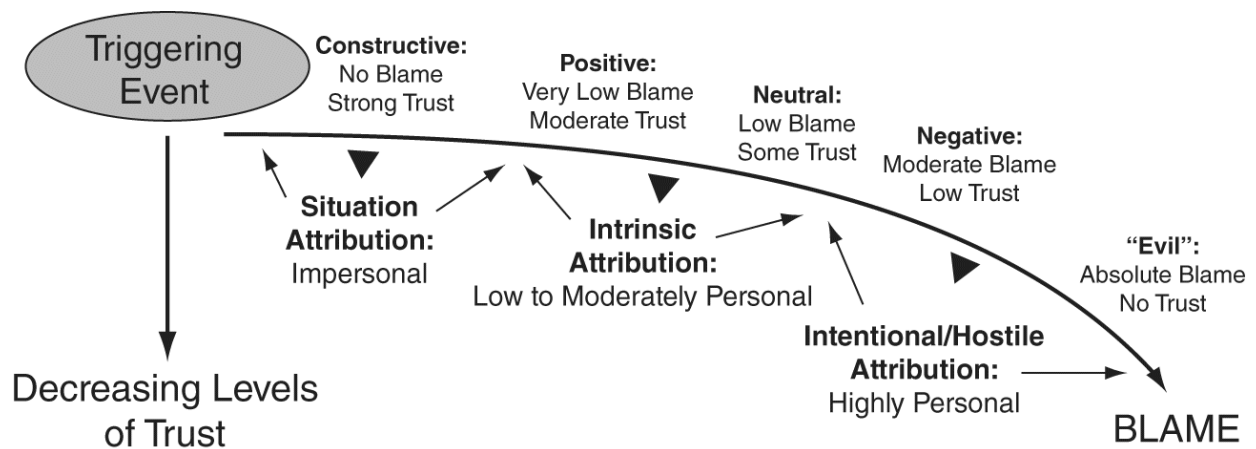 Triggering
Event
Constructive:
No Blame
Strong Trust
Positive:
Very Low Blame
Moderate Trust
Neutral:
Low Blame
Some Trust
Negative:
Moderate Blame
Low Trust
“Evil”:
Absolute Blame
No Trust
Situation
Attribution:
Impersonal
Intrinsic
Attribution:
Low to Moderately Personal
Intentional/Hostile
Attribution:
Highly Personal
Decreasing Levels
of Trust
BLAME